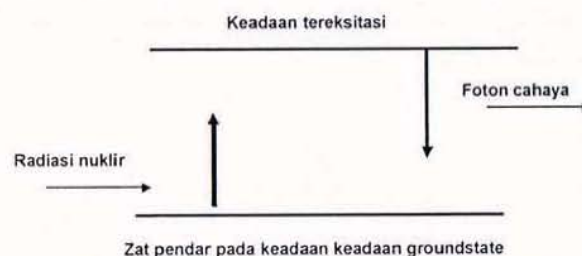 Keadaan tereksitasi
Foton cahaya
Radiasi nuklir
Zat pendar pada keadaan keadaan groundstate